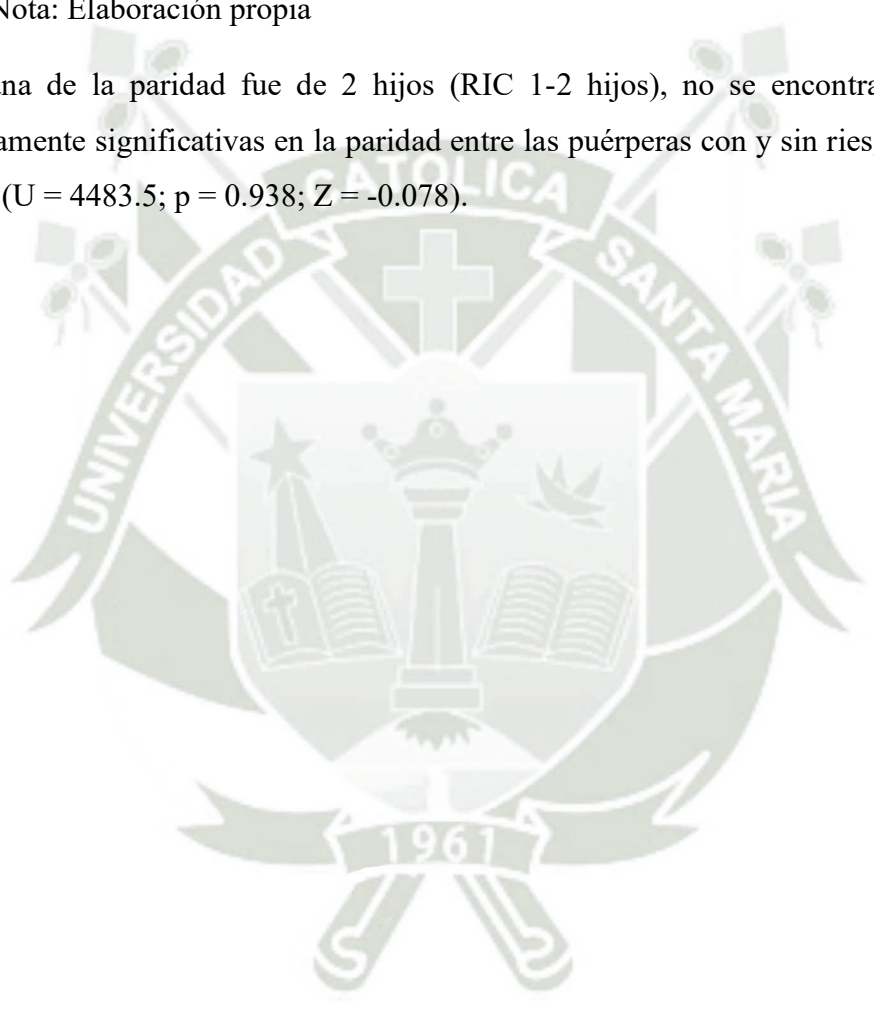 Nota: Elaboración propia
na de la paridad fue de 2 hijos (RIC 1-2 hijos), no se encontra
amente significativas en la paridad entre las puérperas con y sin ries
(U = 4483.5; p = 0.938; Z = -0.078).
UNIVERSIDAD CATOLICA SANTA MARIA
1961